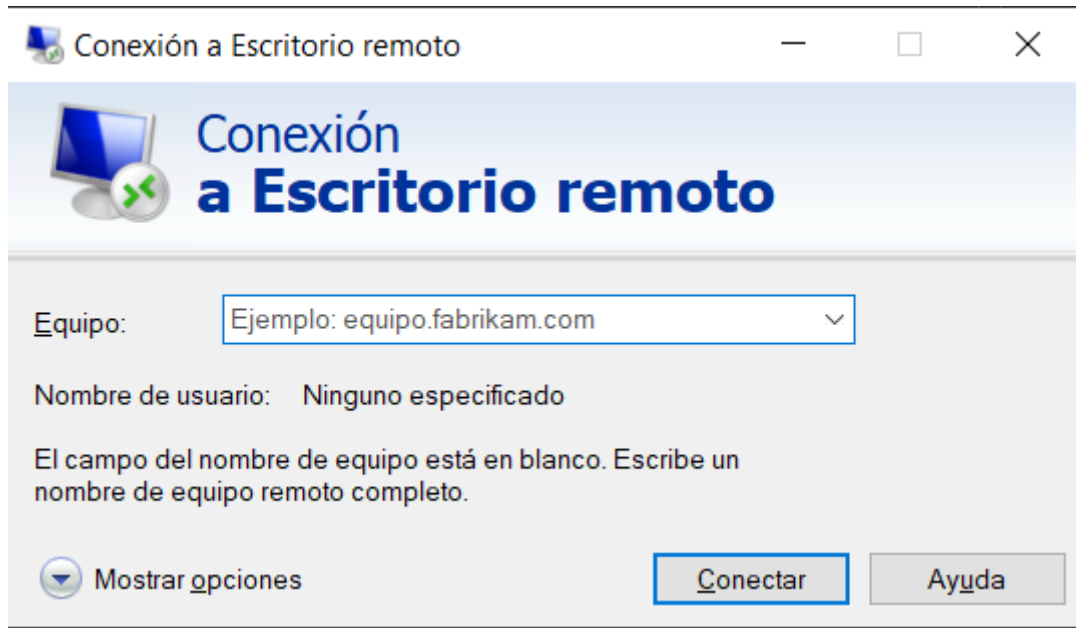 Conexión a Escritorio remoto
Conexión
a Escritorio remoto
Equipo: Ejemplo: equipo.fabrikam.com
Nombre de usuario: Ninguno especificado
El campo del nombre de equipo está en blanco. Escribe un
nombre de equipo remoto completo.
Mostrar opciones Conectar Ayuda